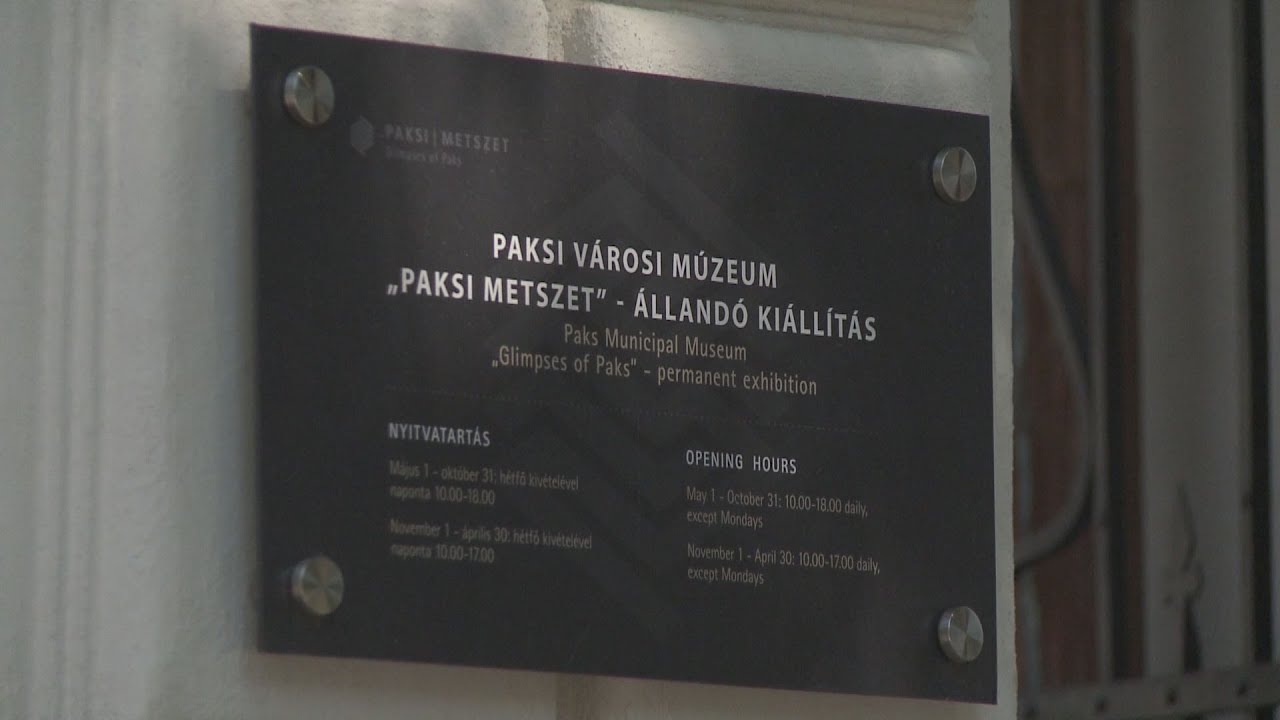 PAKSI | METSZET
Glimpses of Paks
PAKSI VÁROSI MÚZEUM
„PAKSI METSZET” - ÁLLANDÓ KIÁLLÍTÁS
Paks Municipal Museum
„Glimpses of Paks" - permanent exhibition
NYITVATARTÁS
Május 1 - október 31: hétfő kivételével
naponta 10.00-18.00
November 1 - április 30: hétfő kivételével
naponta 10.00-17.00
OPENING HOURS
May 1 - October 31: 10.00-18.00 daily,
except Mondays
November 1 - April 30: 10.00-17.00 daily,
except Mondays